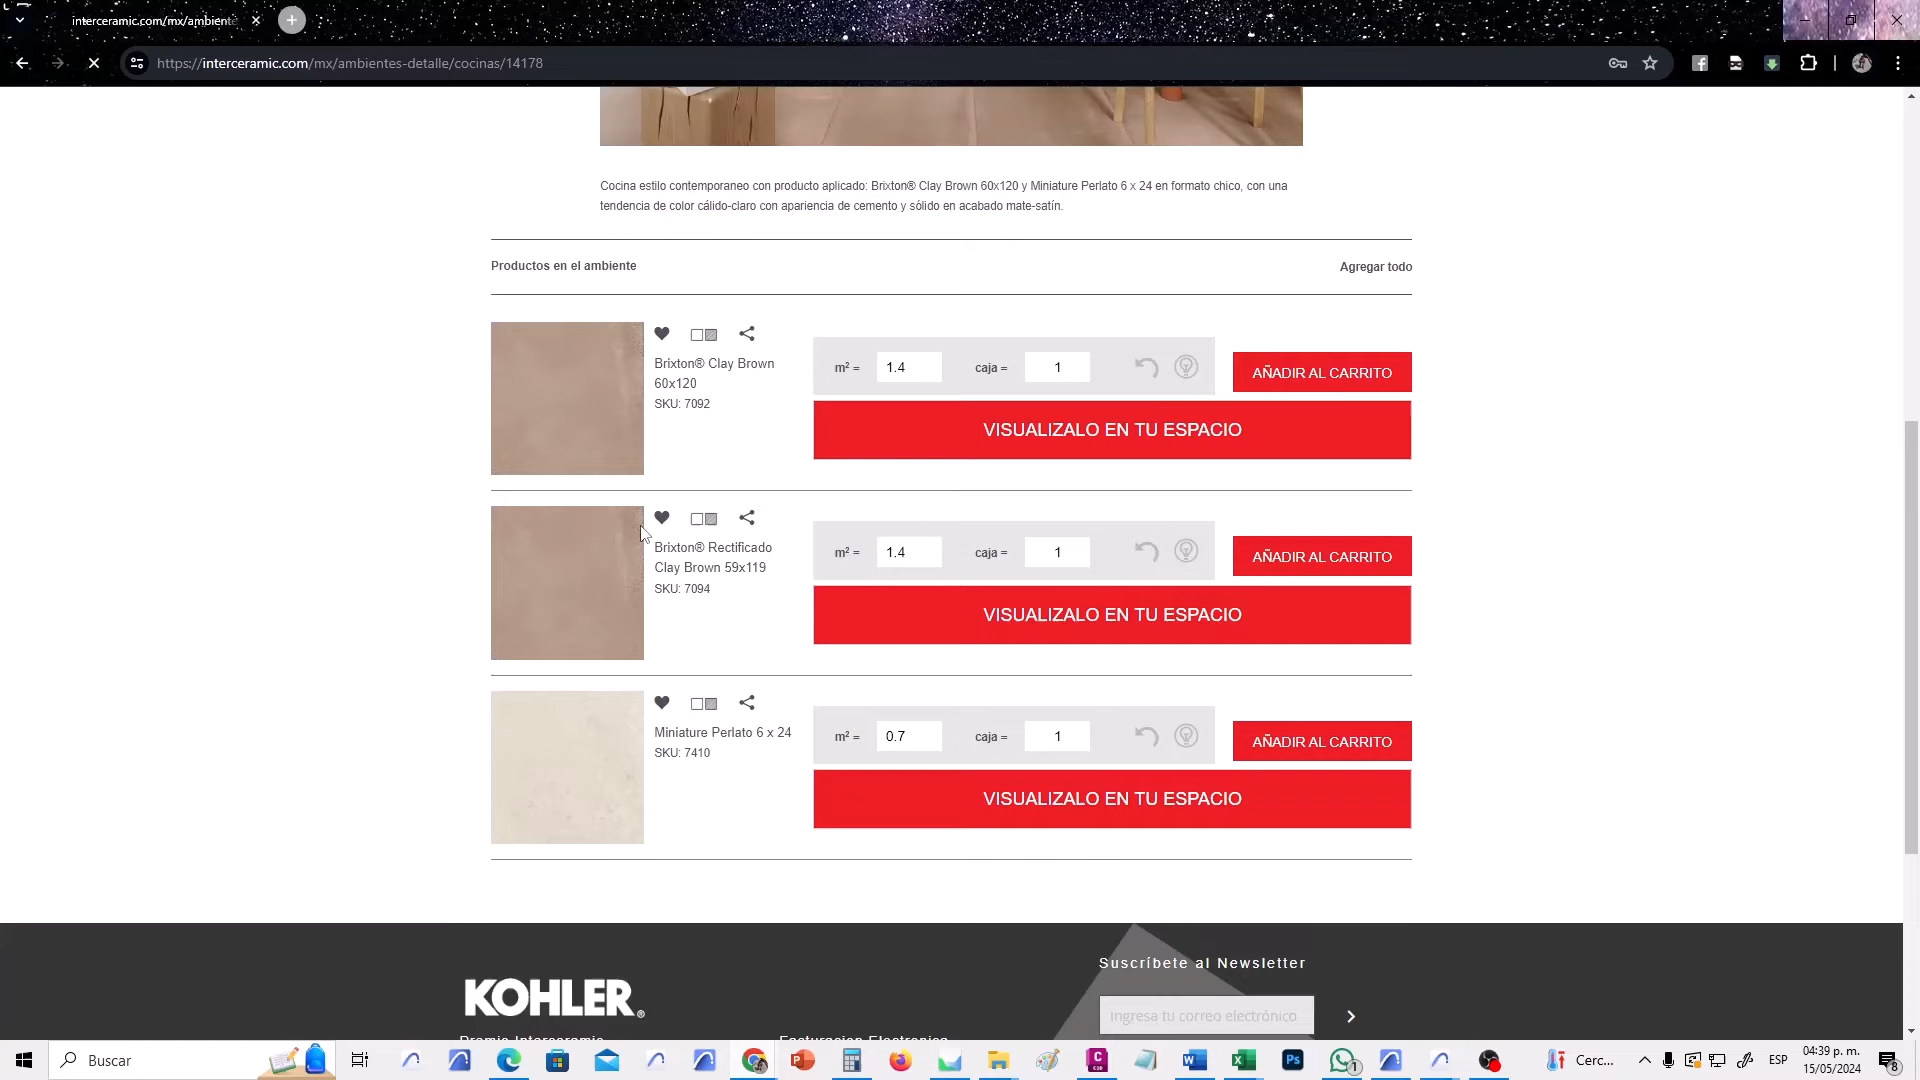 interceramic.com/mx/ambiente
https://interceramic.com/mx/ambientes-detalle/cocinas/14178
Cocina estilo contemporaneo con producto aplicado: Brixton® Clay Brown 60x120 y Miniature Perlato 6 x 24 en formato chico, con una
tendencia de color cálido-claro con apariencia de cemento y sólido en acabado mate-satín.
Productos en el ambiente
Agregar todo
Brixton® Clay Brown
60x120
SKU: 7092
m² =
1.4
caja =
1
AÑADIR AL CARRITO
VISUALIZALO EN TU ESPACIO
Brixton® Rectificado
Clay Brown 59x119
SKU: 7094
m² =
1.4
caja =
1
AÑADIR AL CARRITO
VISUALIZALO EN TU ESPACIO
Miniature Perlato 6 x 24
SKU: 7410
m² =
0.7
caja =
1
AÑADIR AL CARRITO
VISUALIZALO EN TU ESPACIO
KOHLER®
Suscríbete al Newsletter
Ingresa tu correo electrónico
Premio Interceramic
Facturacion Electronica
Buscar
Cerc...
ESP
04:39 p. m.
15/05/2024
1
8